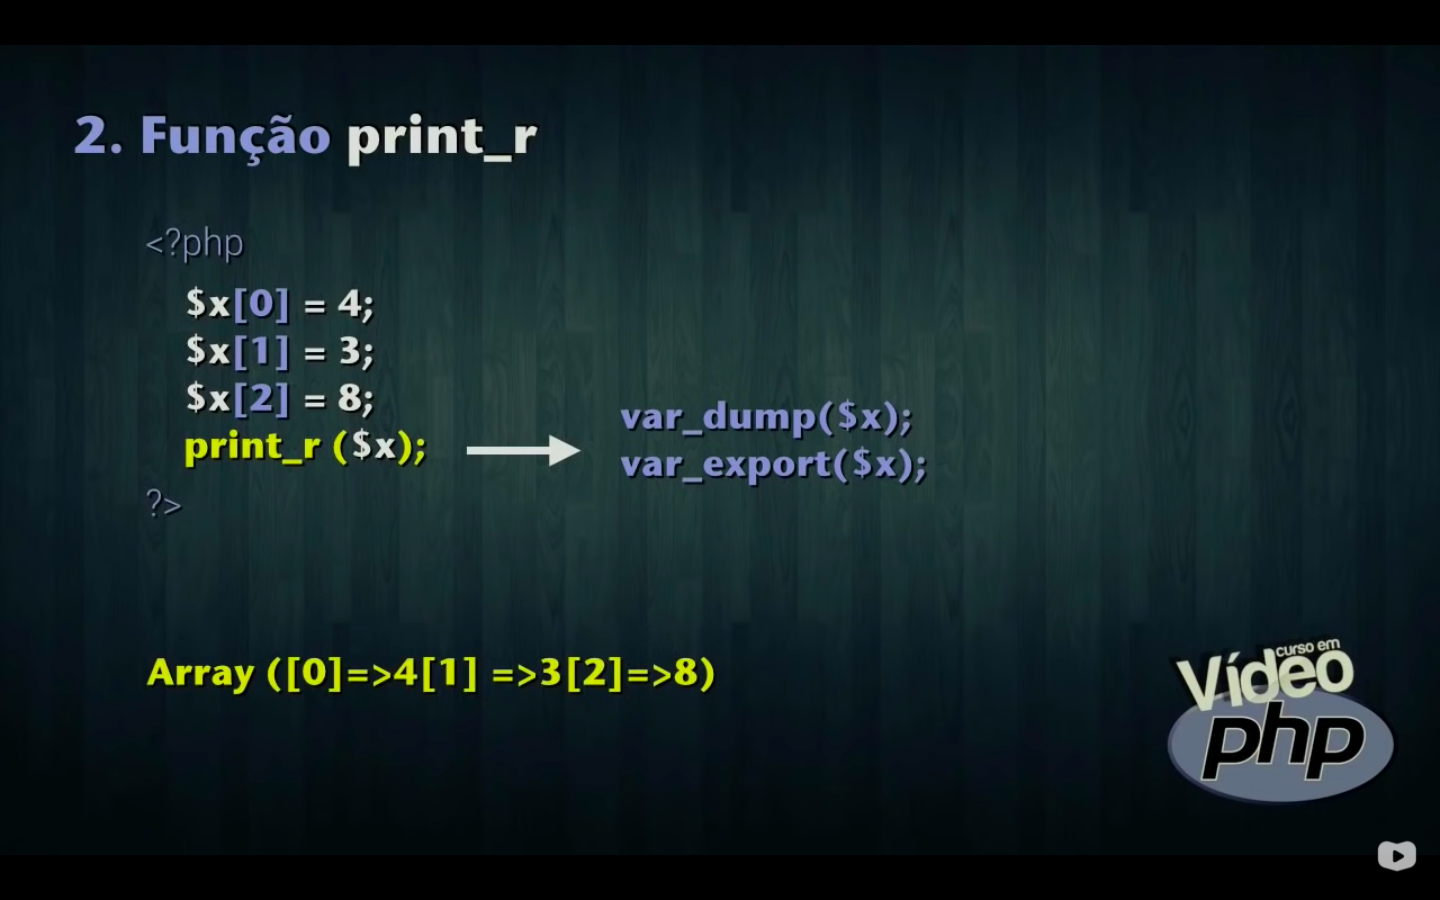 2. Função print_r
<?php
$x[0] = 4;
$x[1] = 3;
$x[2] = 8;
print_r ($x);
var_dump($x);
var_export($x);
?>
Array ([0]=>4[1] =>3[2]=>8)
curso em
Vídeo
php